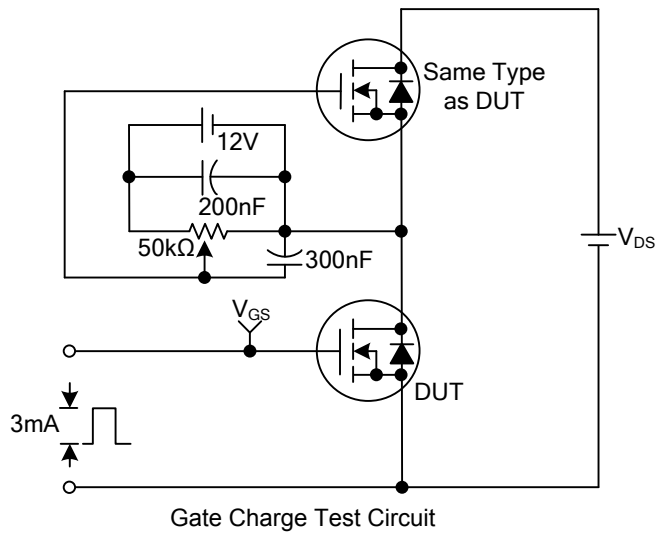 Same Type
as DUT
12V
200nF
50kΩ
300nF
V_DS
V_GS
DUT
3mA
Gate Charge Test Circuit